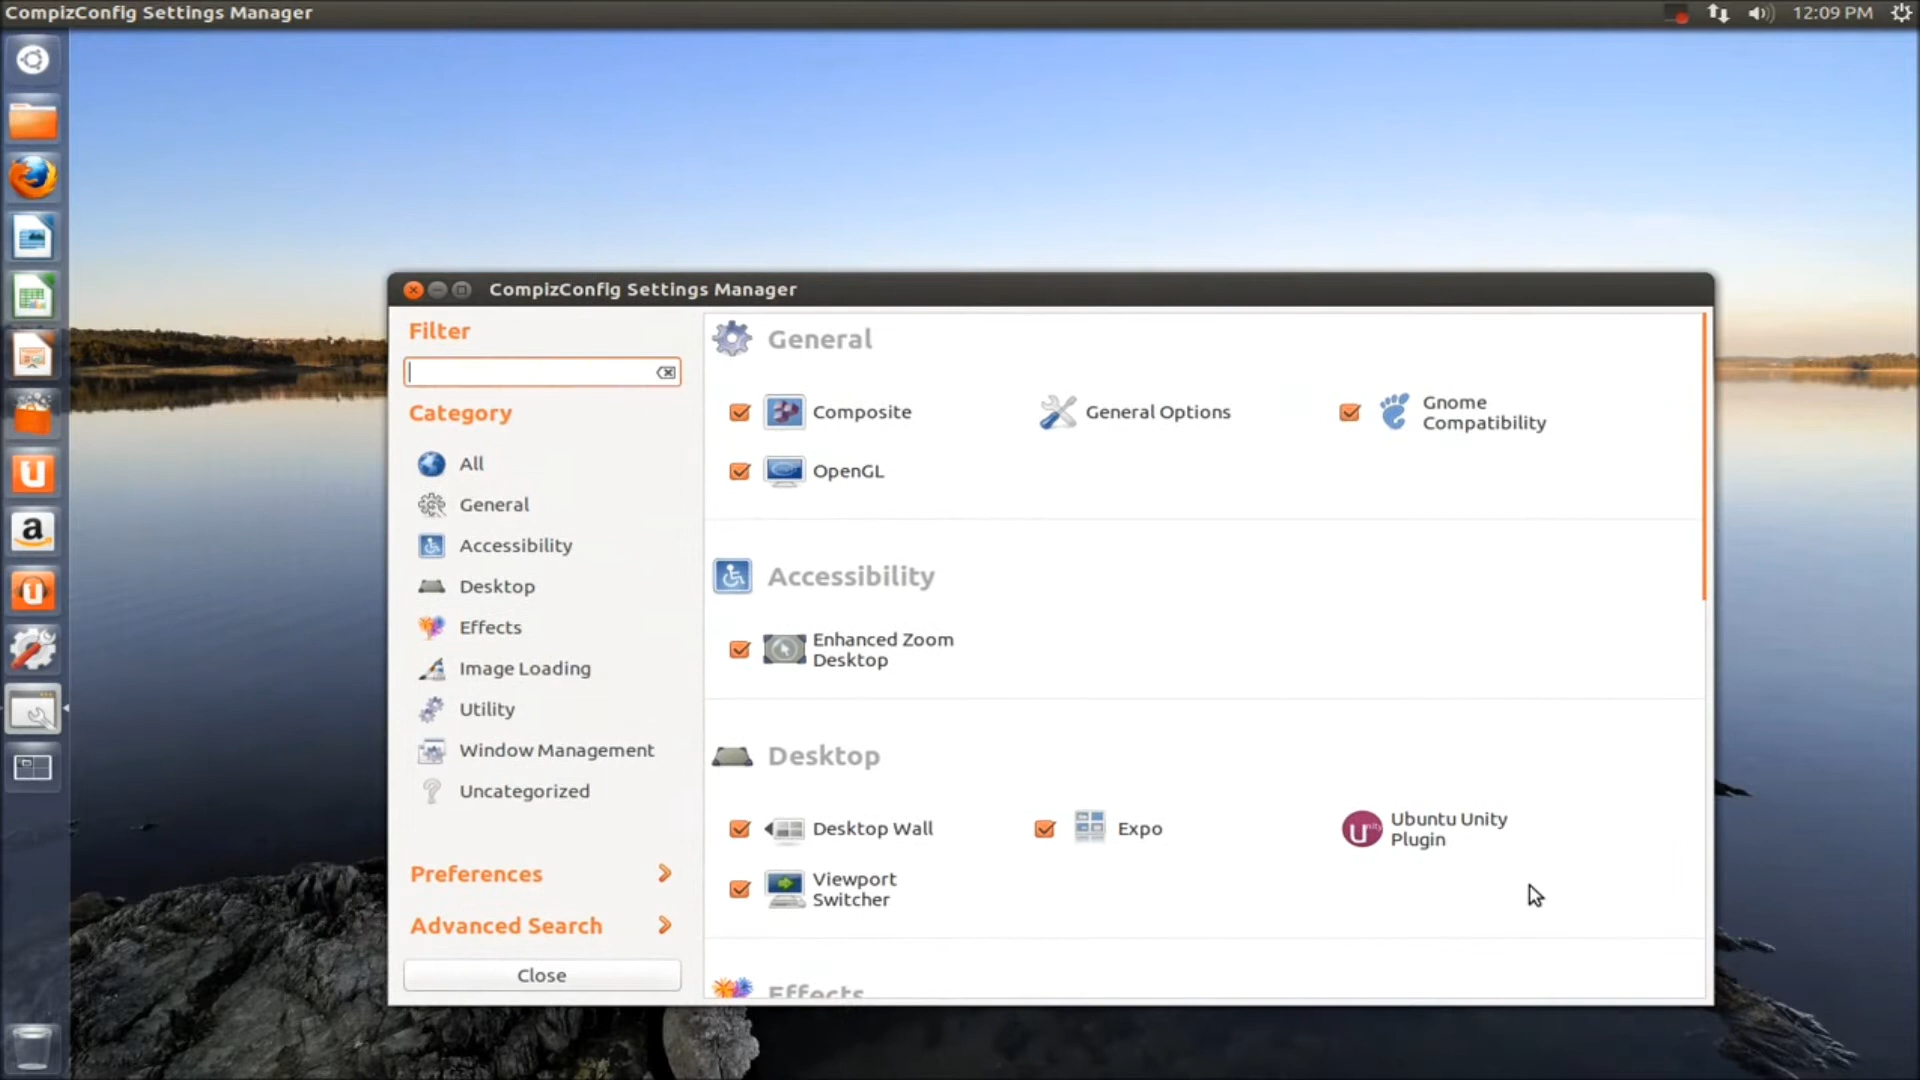 CompizConfig Settings Manager
12:09 PM
CompizConfig Settings Manager
Filter
Category
All
General
Accessibility
Desktop
Effects
Image Loading
Utility
Window Management
Uncategorized
Preferences
Advanced Search
Close
General
Composite
General Options
Gnome
Compatibility
OpenGL
Accessibility
Enhanced Zoom
Desktop
Desktop
Desktop Wall
Expo
Unity
Ubuntu Unity
Plugin
Viewport
Switcher
Effects